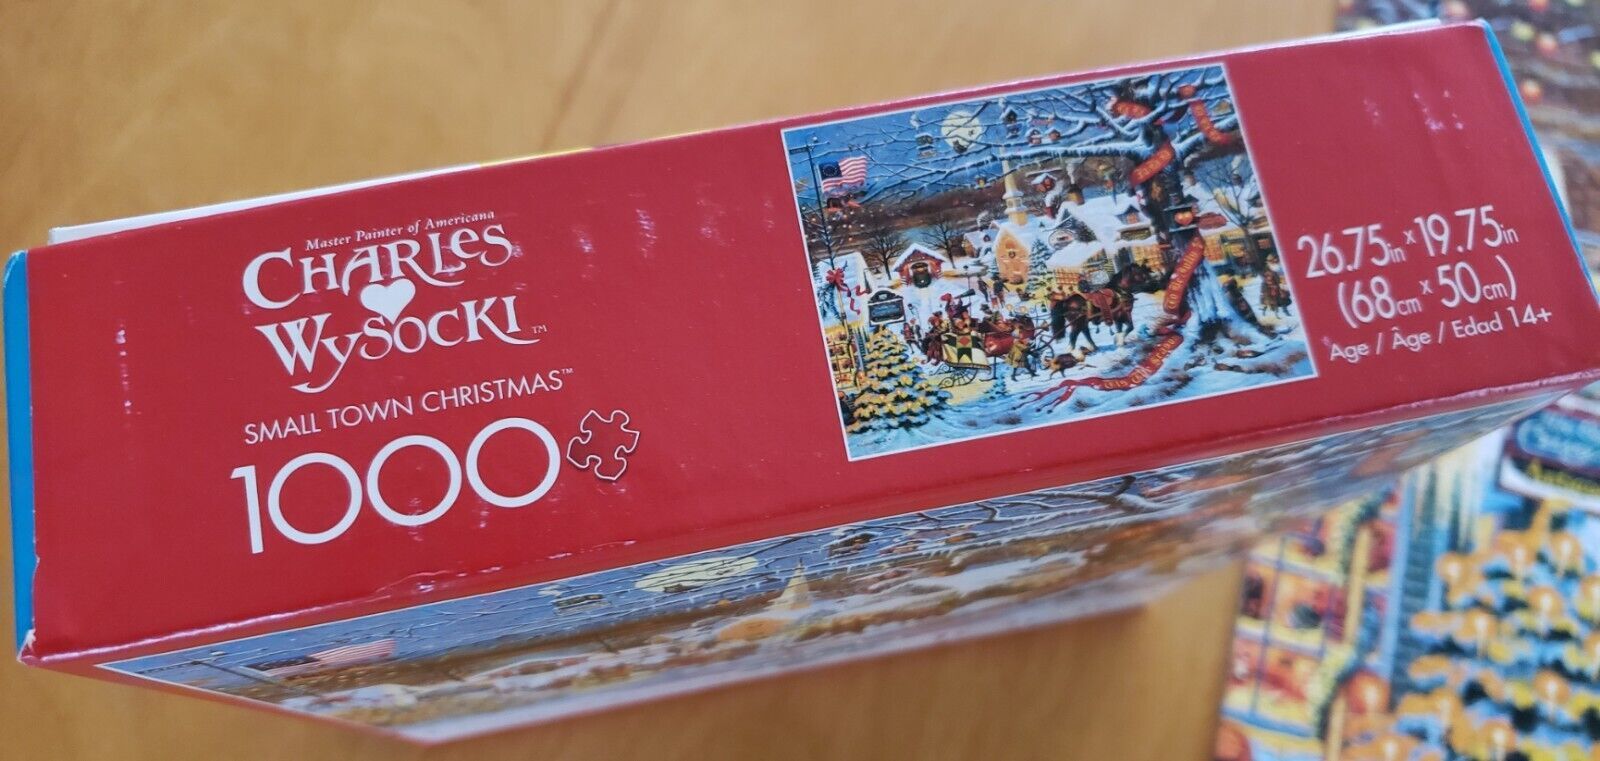 Master Painter of Americana
CHARLES
WYSOCKI™
SMALL TOWN CHRISTMAS™
1000
26.75in x 19.75in
(68cm x 50cm)
Age / Âge / Edad 14+